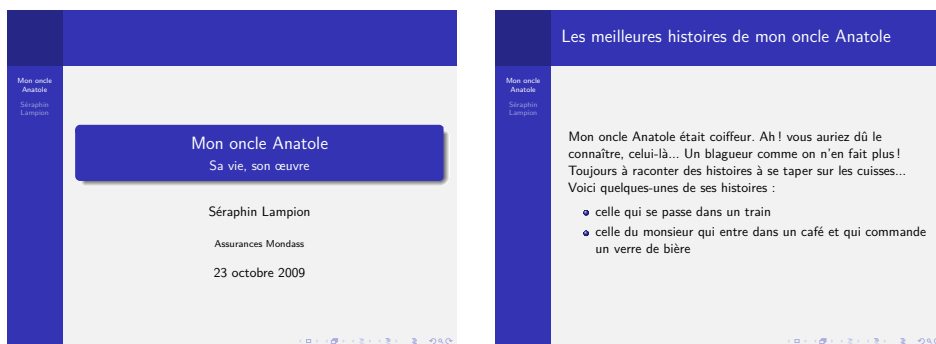 Mon oncle
Anatole
Séraphin
Lampion
Mon oncle Anatole
Sa vie, son œuvre
Séraphin Lampion
Assurances Mondass
23 octobre 2009
Les meilleures histoires de mon oncle Anatole
Mon oncle
Anatole
Séraphin
Lampion
Mon oncle Anatole était coiffeur. Ah ! vous auriez dû le
connaître, celui-là... Un blagueur comme on n'en fait plus !
Toujours à raconter des histoires à se taper sur les cuisses...
Voici quelques-unes de ses histoires :
celle qui se passe dans un train
celle du monsieur qui entre dans un café et qui commande
un verre de bière